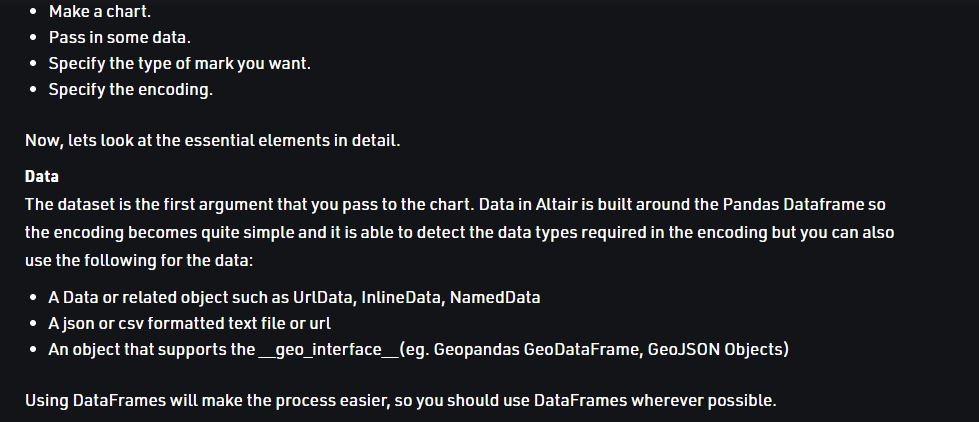 • Make a chart.
• Pass in some data.
• Specify the type of mark you want.
• Specify the encoding.
Now, lets look at the essential elements in detail.
Data
The dataset is the first argument that you pass to the chart. Data in Altair is built around the Pandas Dataframe so
the encoding becomes quite simple and it is able to detect the data types required in the encoding but you can also
use the following for the data:
• A Data or related object such as UrlData, InlineData, NamedData
• A json or csv formatted text file or url
• An object that supports the __geo_interface__(eg. Geopandas GeoDataFrame, GeoJSON Objects)
Using DataFrames will make the process easier, so you should use DataFrames wherever possible.